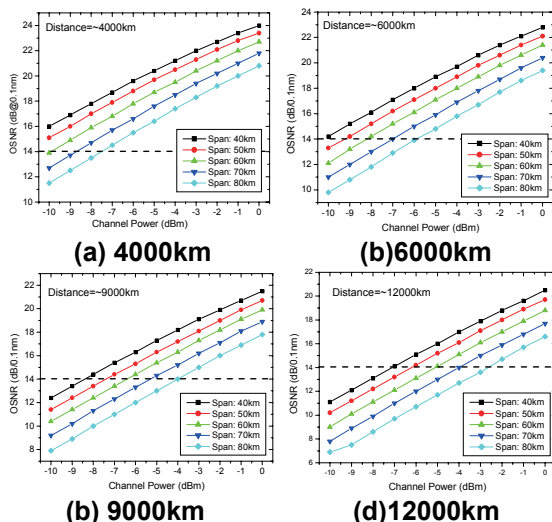 Distance=~4000km
OSNR (dB@0.1nm)
24
22
20
18
16
14
12
10
-10 -9 -8 -7 -6 -5 -4 -3 -2 -1 0
Channel Power (dBm)
Span: 40km
Span: 50km
Span: 60km
Span: 70km
Span: 80km
(a) 4000km
Distance=~6000km
OSNR (dB/0.1nm)
24
22
20
18
16
14
12
10
-10 -9 -8 -7 -6 -5 -4 -3 -2 -1 0
Channel Power (dBm)
Span: 40km
Span: 50km
Span: 60km
Span: 70km
Span: 80km
(b)6000km
Distance=~9000km
OSNR (dB/0.1nm)
22
20
18
16
14
12
10
8
6
-10 -9 -8 -7 -6 -5 -4 -3 -2 -1 0
Channel Power (dBm)
Span: 40km
Span: 50km
Span: 60km
Span: 70km
Span: 80km
(b) 9000km
Distance=~12000km
OSNR (dB/0.1nm)
22
20
18
16
14
12
10
8
6
-10 -9 -8 -7 -6 -5 -4 -3 -2 -1 0
Channel Power (dBm)
Span: 40km
Span: 50km
Span: 60km
Span: 70km
Span: 80km
(d)12000km